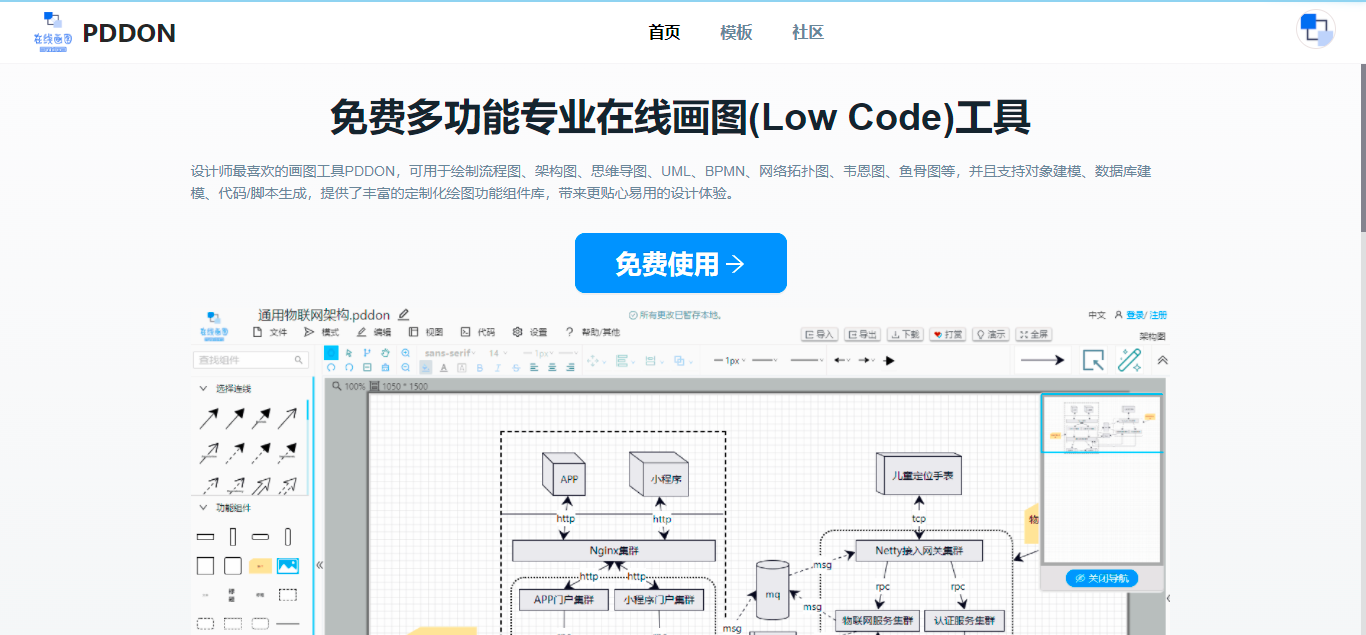 在线画图
PDDON
首页
模板
社区
免费多功能专业在线画图(Low Code)工具
设计师最喜欢的画图工具PDDON，可用于绘制流程图、架构图、思维导图、UML、BPMN、网络拓扑图、韦恩图、鱼骨图等，并且支持对象建模、数据库建
模、代码/脚本生成，提供了丰富的定制化绘图功能组件库，带来更贴心易用的设计体验。
免费使用
在线画图
通用物联网架构.pddon
所有更改已暂存本地。
中文
登录/ 注册
文件
模式
编辑
视图
代码
设置
帮助/其他
导入
导出
下载
打赏
演示
全屏
架构图
查找组件
sans-serif
14
1px
1px
选择连线
100%
1050 * 1500
功能组件
APP
小程序
http
http
Nginx集群
http
http
APP门户集群
小程序门户集群
儿童定位手表
tcp
物
Netty接入网关集群
msg
rpc
rpc
mq
msg
msg
物联网服务集群
认证服务集群
关闭导航